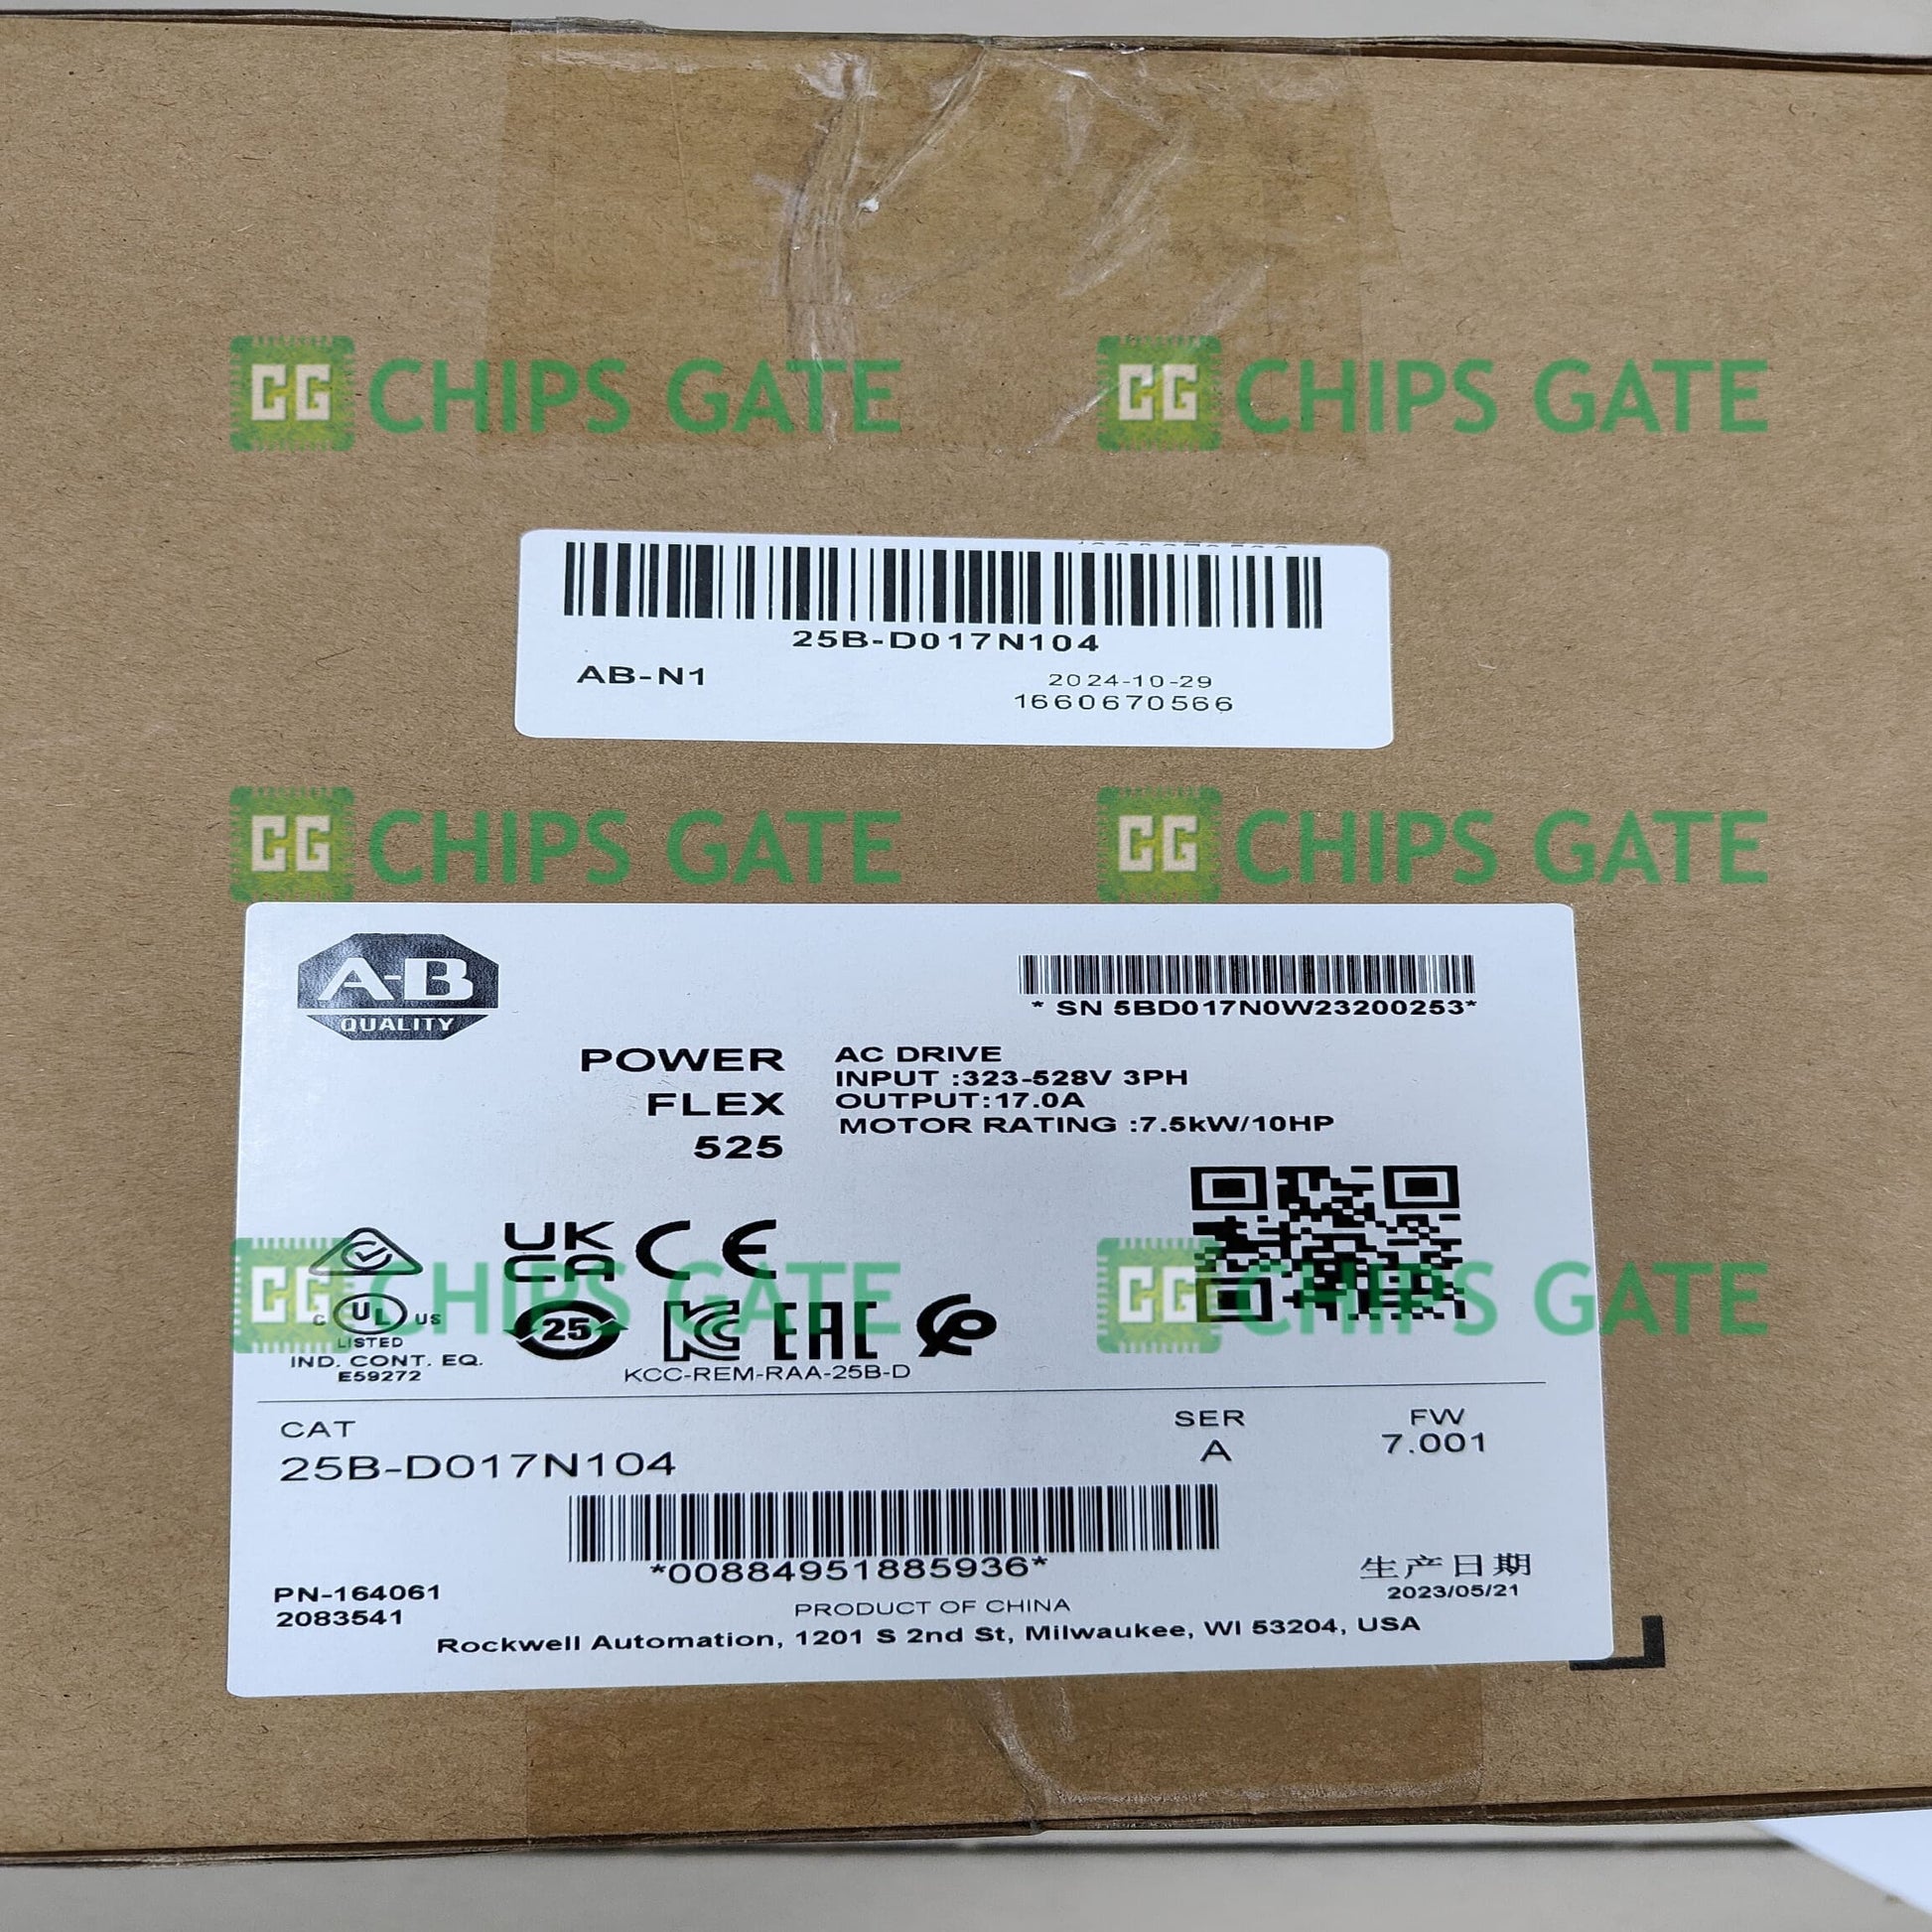 CG CHIPS GATE CG CHIPS GATE
25B-D017N104
AB-N1
2024-10-29
1660670566
CG CHIPS GATE CG CHIPS GATE
A-B
QUALITY
* SN 5BD017N0W23200253*
POWER
FLEX
525
AC DRIVE
INPUT :323-528V 3PH
OUTPUT:17.0A
MOTOR RATING :7.5kW/10HP
UK
CA
CE
CG CHIPS GATE CG CHIPS GATE
C UL US
LISTED
IND. CONT. EQ.
E59272
25
KC
EAC
KCC-REM-RAA-25B-D
CAT
25B-D017N104
SER
A
FW
7.001
*00884951885936*
PN-164061
2083541
生产日期
2023/05/21
PRODUCT OF CHINA
Rockwell Automation, 1201 S 2nd St, Milwaukee, WI 53204, USA